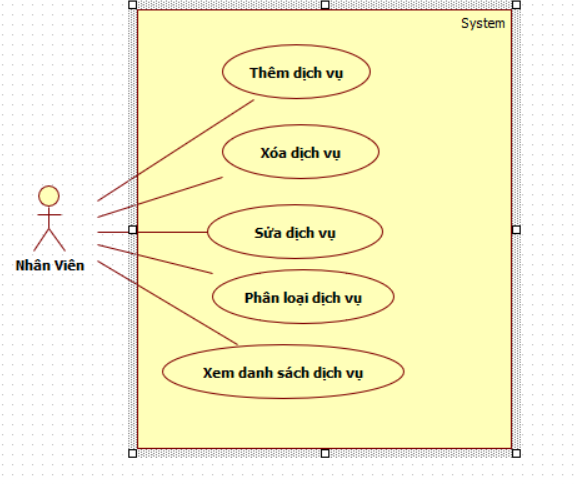 System
Thêm dịch vụ
Xóa dịch vụ
Sửa dịch vụ
Nhân Viên
Phân loại dịch vụ
Xem danh sách dịch vụ